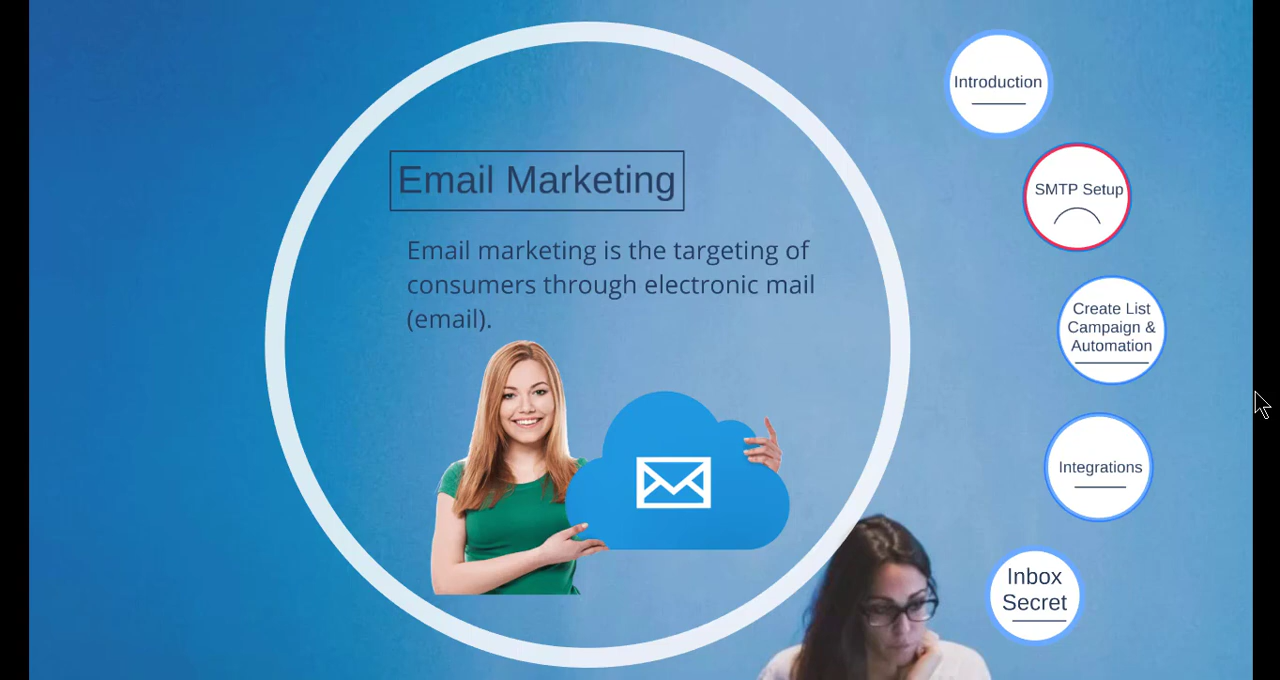 Email Marketing
Email marketing is the targeting of
consumers through electronic mail
(email).
Introduction
SMTP Setup
Create List
Campaign &
Automation
Integrations
Inbox
Secret